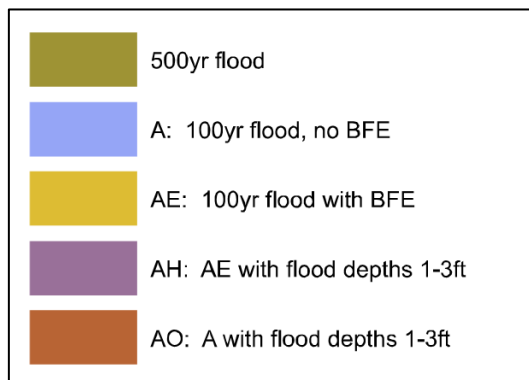 500yr flood
A:  100yr flood, no BFE
AE:  100yr flood with BFE
AH:  AE with flood depths 1-3ft
AO:  A with flood depths 1-3ft